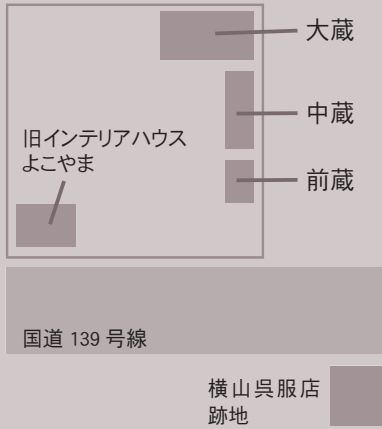 大蔵
中蔵
旧インテリアハウス
よこやま
前蔵
国道 139 号線
横山呉服店
跡地